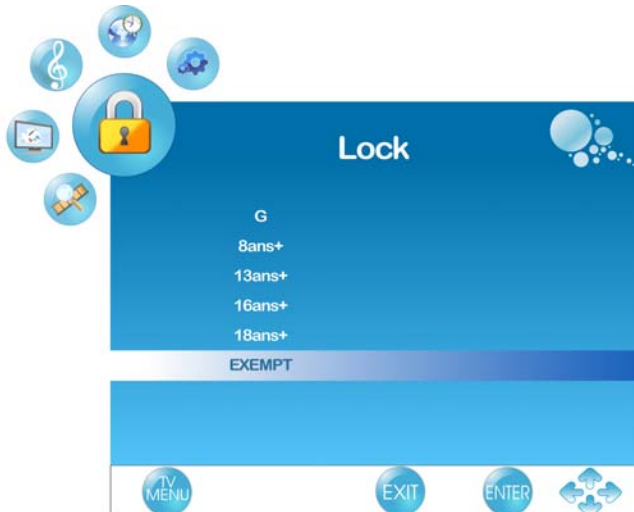 Lock
G
8ans+
13ans+
16ans+
18ans+
EXEMPT
TV
MENU
EXIT
ENTER